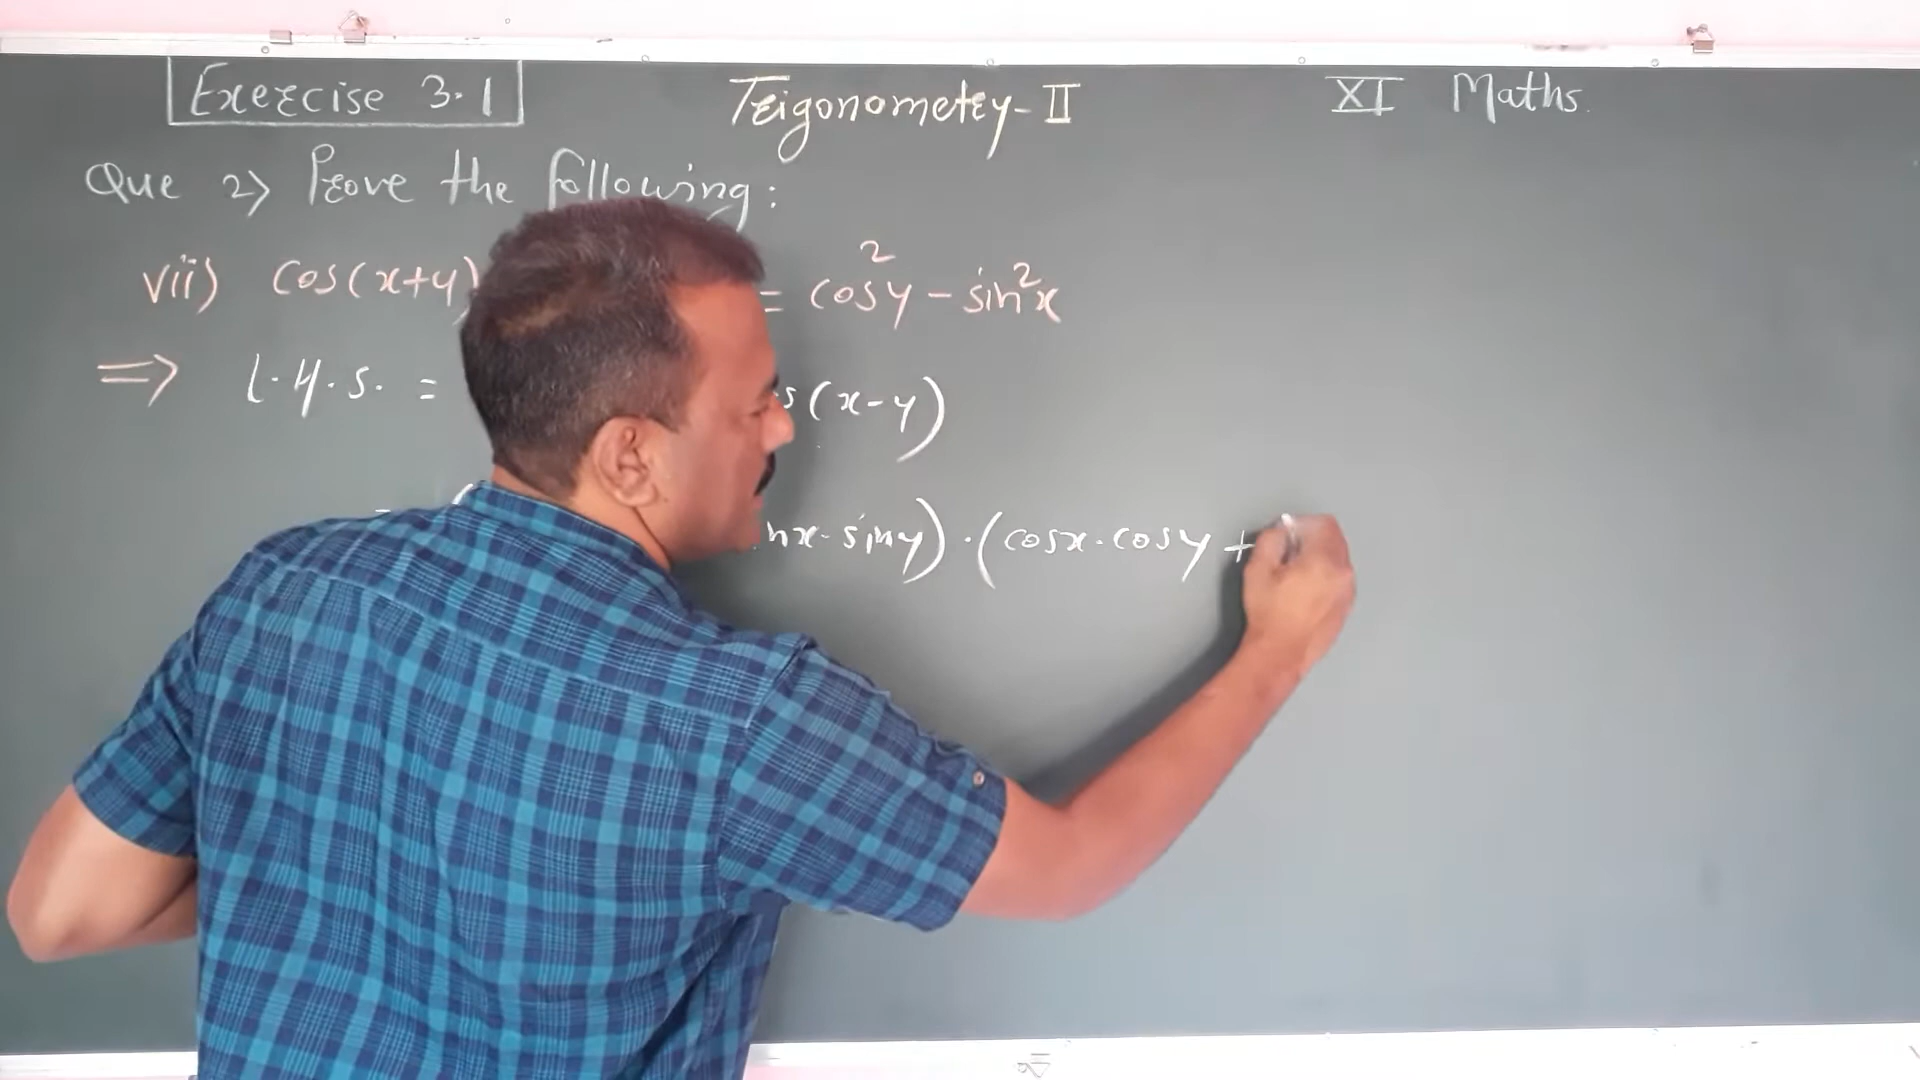 Exercise 3.1 Trigonometry-II XI Maths.
Que 2) Prove the following:
vii) cos(x+y) = cos²y - sin²x
⇒ L.H.S. = (x-y)
= sinx·siny)·(cosx·cosy +